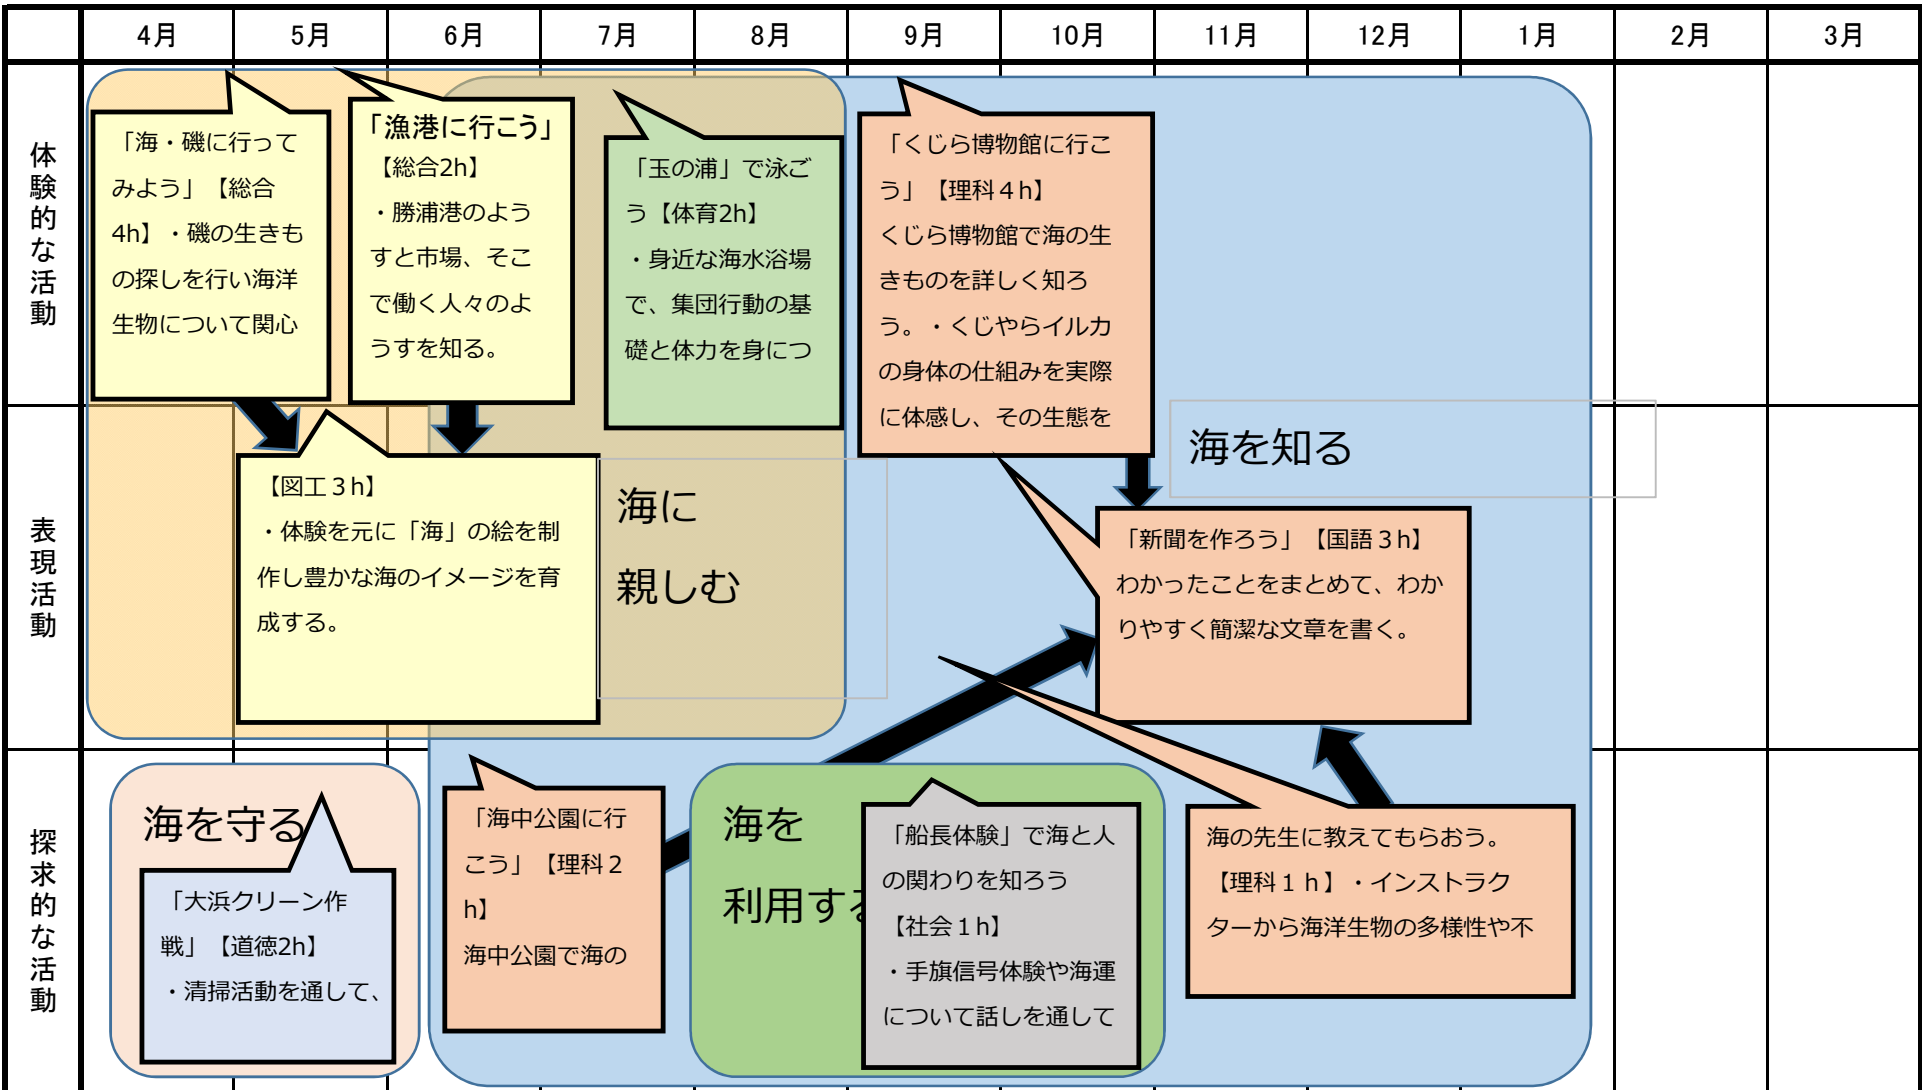 4月 5月 6月 7月 8月 9月 10月 11月 12月 1月 2月 3月
体験的な活動
「海・磯に行って
みよう」【総合
4h】・磯の生きも
の探しを行い海洋
生物について関心
「漁港に行こう」
【総合2h】
・勝浦港のよう
すと市場、そこ
で働く人々のよ
うすを知る。
「玉の浦」で泳ご
う【体育2h】
・身近な海水浴場
で、集団行動の基
礎と体力を身につ
「くじら博物館に行こ
う」【理科４h】
くじら博物館で海の生
きものを詳しく知ろ
う。・くじやらイルカ
の身体の仕組みを実際
に体感し、その生態を
表現活動
【図工３h】
・体験を元に「海」の絵を制
作し豊かな海のイメージを育
成する。
海に
親しむ
海を知る
「新聞を作ろう」【国語３h】
わかったことをまとめて、わか
りやすく簡潔な文章を書く。
探求的な活動
海を守る
「大浜クリーン作
戦」【道徳2h】
・清掃活動を通して、
「海中公園に行
こう」【理科２
h】
海中公園で海の
海を
利用する
「船長体験」で海と人
の関わりを知ろう
【社会１h】
・手旗信号体験や海運
について話しを通して
海の先生に教えてもらおう。
【理科１ｈ】・インストラク
ターから海洋生物の多様性や不